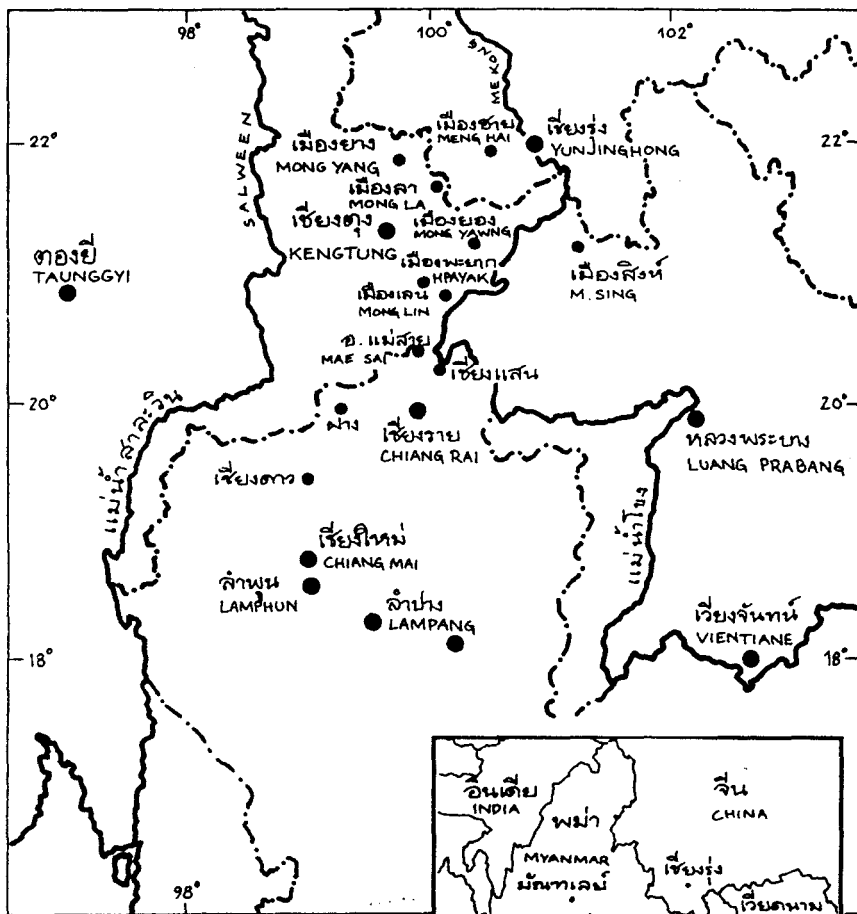 98°
100°
102°
SALWEEN
MEKONG
22°
22°
เมืองยาง
MONG YANG
เมืองฮาย
MENG HAI
เชียงรุ่ง
YUNJINGHONG
เมืองลา
MONG LA
เชียงตุง
KENGTUNG
เมืองยอง
MONG YAWNG
ตองยี
TAUNGGYI
เมืองพะยาก
HPAYAK
เมืองเลน
MONG LIN
เมืองสิงห์
M. SING
อ. แม่สาย
MAE SAI
เชียงแสน
20°
ฝาง
เชียงราย
CHIANG RAI
หลวงพระบาง
LUANG PRABANG
แม่น้ำสาละวิน
เชียงดาว
แม่น้ำโขง
เชียงใหม่
CHIANG MAI
ลำพูน
LAMPHUN
ลำปาง
LAMPANG
เวียงจันทน์
VIENTIANE
20°
18°
18°
98°
อินเดีย
INDIA
พม่า
MYANMAR
มัณฑเลย์
จีน
CHINA
เชียงรุ่ง
เวียดนาม